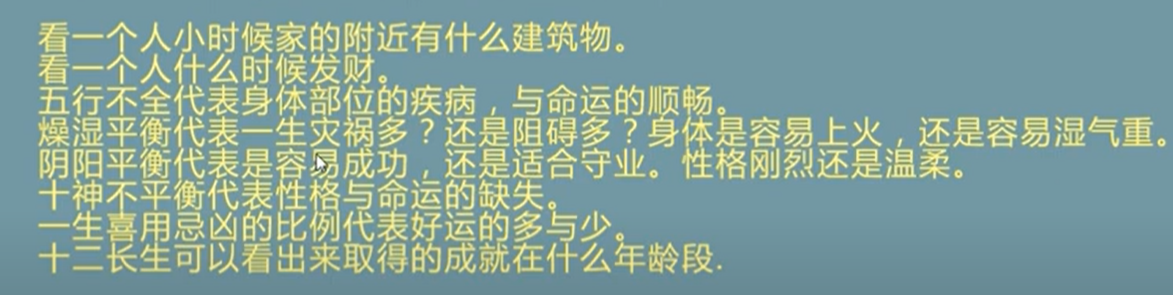 看一个人小时候家的附近有什么建筑物。
看一个人什么时候发财。
五行不全代表身体部位的疾病，与命运的顺畅。
燥湿平衡代表一生灾祸多？还是阻碍多？身体是容易上火，还是容易湿气重。
阴阳平衡代表是容易成功，还是适合守业。性格刚烈还是温柔。
十神不平衡代表性格与命运的缺失。
一生喜用忌凶的比例代表好运的多与少。
十二长生可以看出来取得的成就在什么年龄段.